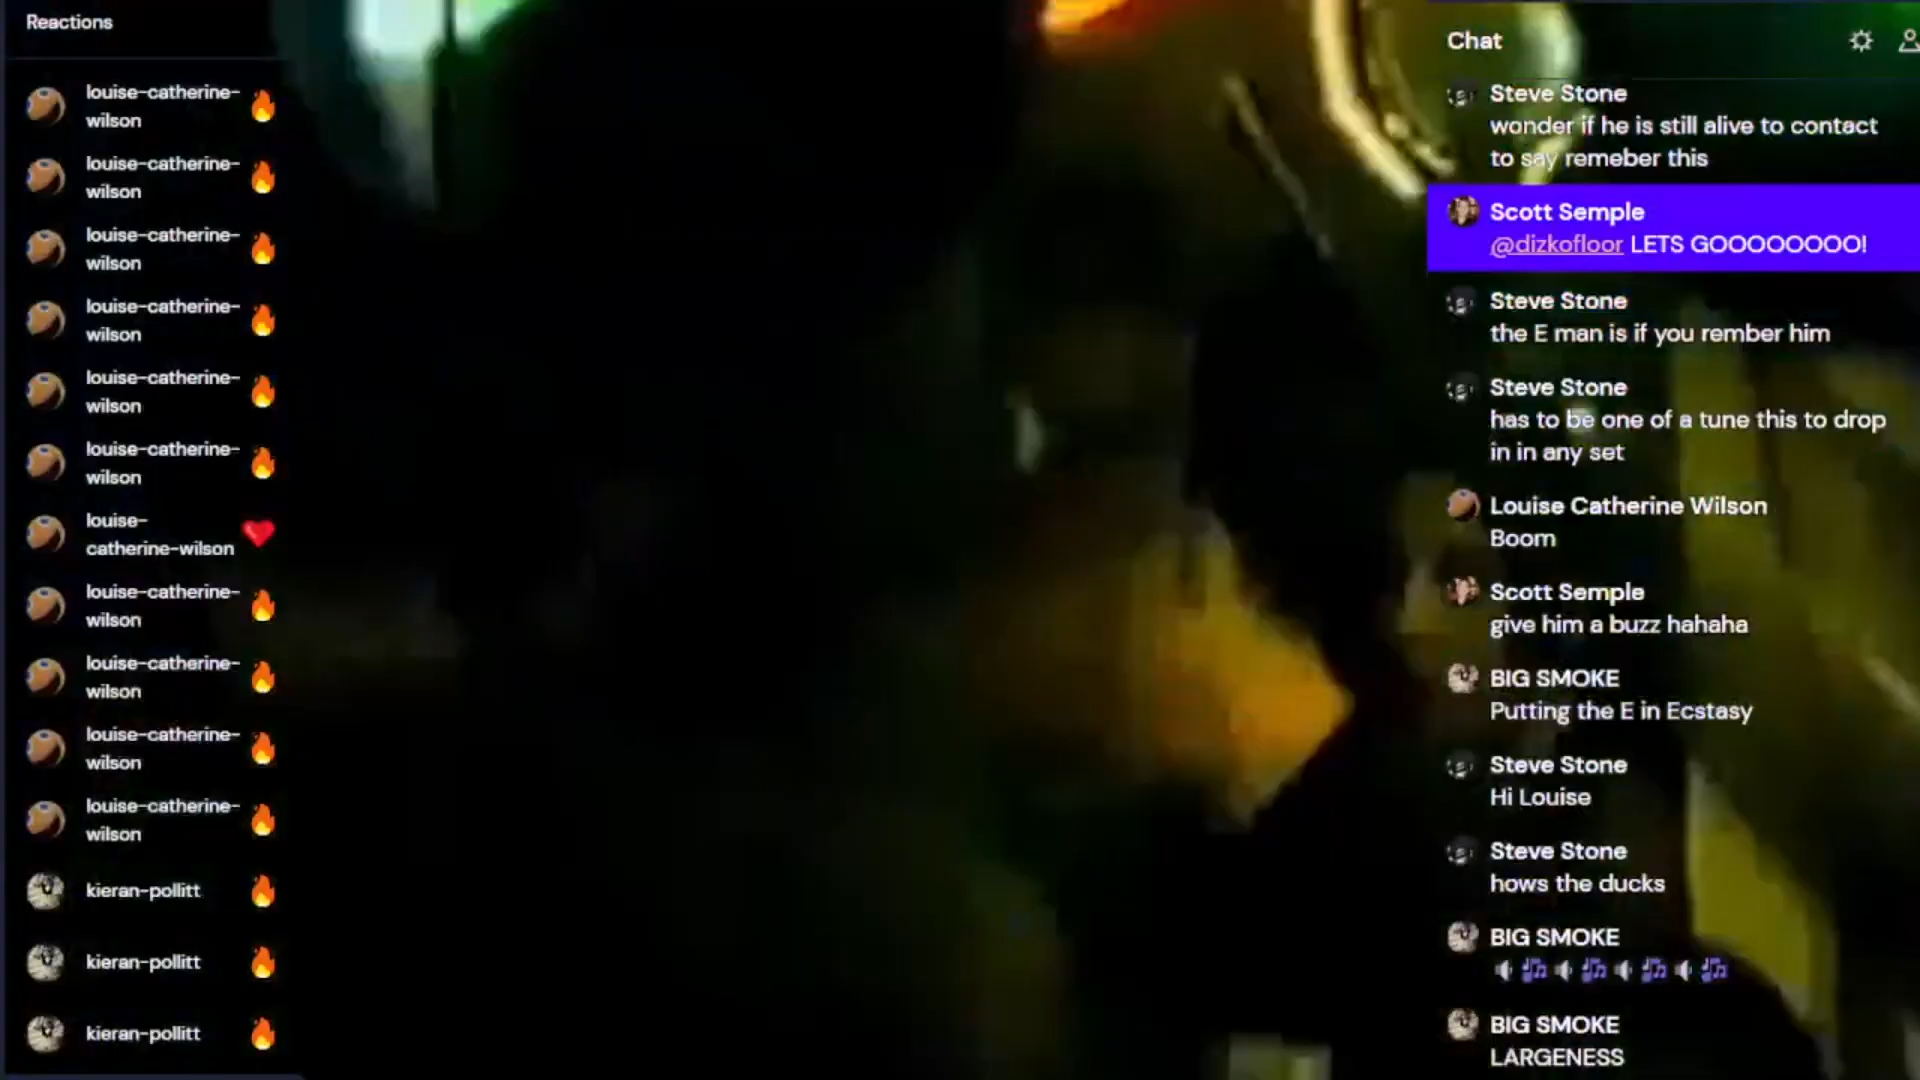 Reactions
louise-catherine-
wilson
louise-catherine-
wilson
louise-catherine-
wilson
louise-catherine-
wilson
louise-catherine-
wilson
louise-catherine-
wilson
louise-
catherine-wilson
louise-catherine-
wilson
louise-catherine-
wilson
louise-catherine-
wilson
louise-catherine-
wilson
kieran-pollitt
kieran-pollitt
kieran-pollitt
Chat
Steve Stone
wonder if he is still alive to contact
to say remeber this
Scott Semple
@dizkofloor LETS GOOOOOOOO!
Steve Stone
the E man is if you rember him
Steve Stone
has to be one of a tune this to drop
in in any set
Louise Catherine Wilson
Boom
Scott Semple
give him a buzz hahaha
BIG SMOKE
Putting the E in Ecstasy
Steve Stone
Hi Louise
Steve Stone
hows the ducks
BIG SMOKE
🔈🎶🔈🎶🔈🎶🔈🎶
BIG SMOKE
LARGENESS